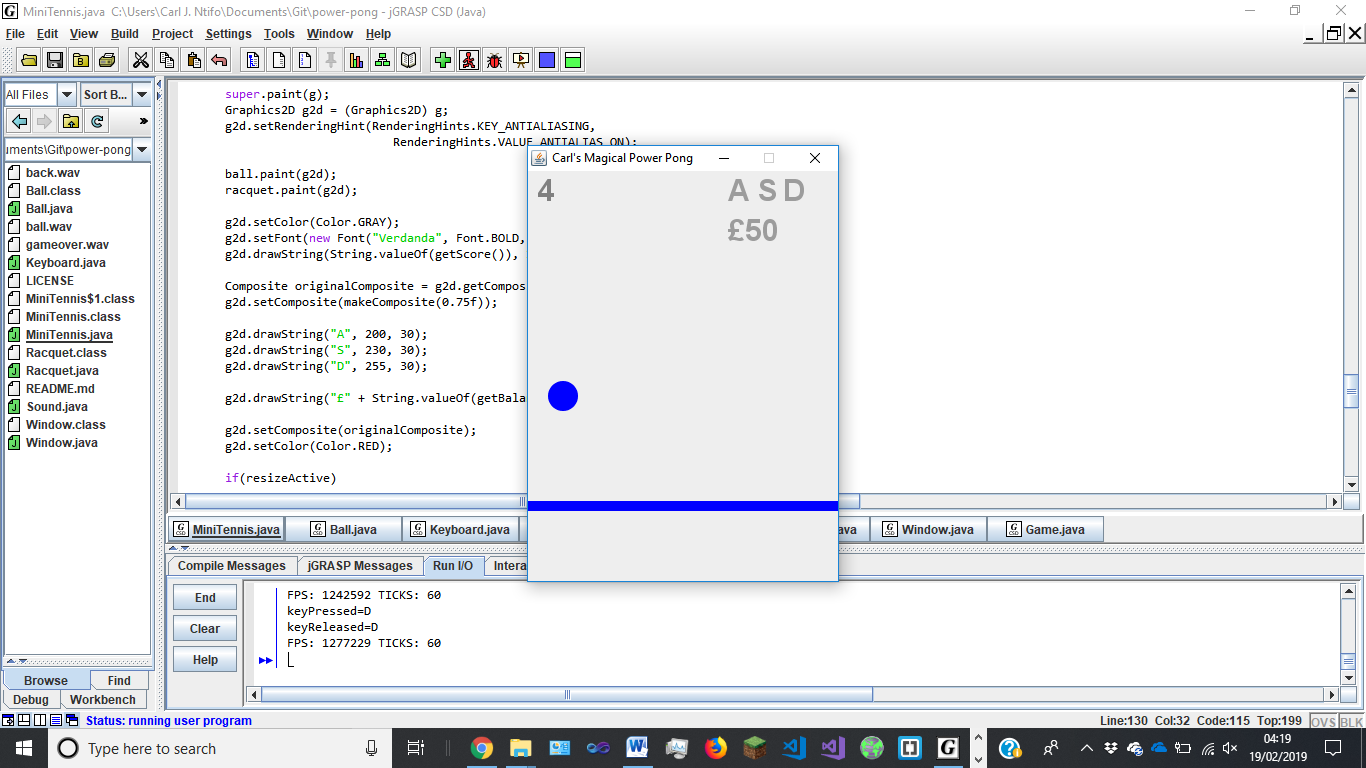 MiniTennis.java  C:\Users\Carl J. Ntifo\Documents\Git\power-pong - jGRASP CSD (Java)
File Edit View Build Project Settings Tools Window Help
All Files Sort B...
»
uments\Git\power-pong
back.wav
Ball.class
Ball.java
ball.wav
gameover.wav
Keyboard.java
LICENSE
MiniTennis$1.class
MiniTennis.class
MiniTennis.java
Racquet.class
Racquet.java
README.md
Sound.java
Window.class
Window.java
Browse Find
Debug Workbench
super.paint(g);
Graphics2D g2d = (Graphics2D) g;
g2d.setRenderingHint(RenderingHints.KEY_ANTIALIASING,
RenderingHints.VALUE_ANTIALIAS_ON);
ball.paint(g2d);
racquet.paint(g2d);
g2d.setColor(Color.GRAY);
g2d.setFont(new Font("Verdanda", Font.BOLD,
g2d.drawString(String.valueOf(getScore()),
Composite originalComposite = g2d.getCompos
g2d.setComposite(makeComposite(0.75f));
g2d.drawString("A", 200, 30);
g2d.drawString("S", 230, 30);
g2d.drawString("D", 255, 30);
g2d.drawString("£" + String.valueOf(getBala
g2d.setComposite(originalComposite);
g2d.setColor(Color.RED);
if(resizeActive)
Carl's Magical Power Pong
4 A S D
£50
MiniTennis.java Ball.java Keyboard.java ava Window.java Game.java
Compile Messages jGRASP Messages Run I/O Intera
End
Clear
Help
FPS: 1242592 TICKS: 60
keyPressed=D
keyReleased=D
FPS: 1277229 TICKS: 60
Status: running user program
Line:130 Col:32 Code:115 Top:199 OVS BLK
Type here to search
04:19
19/02/2019